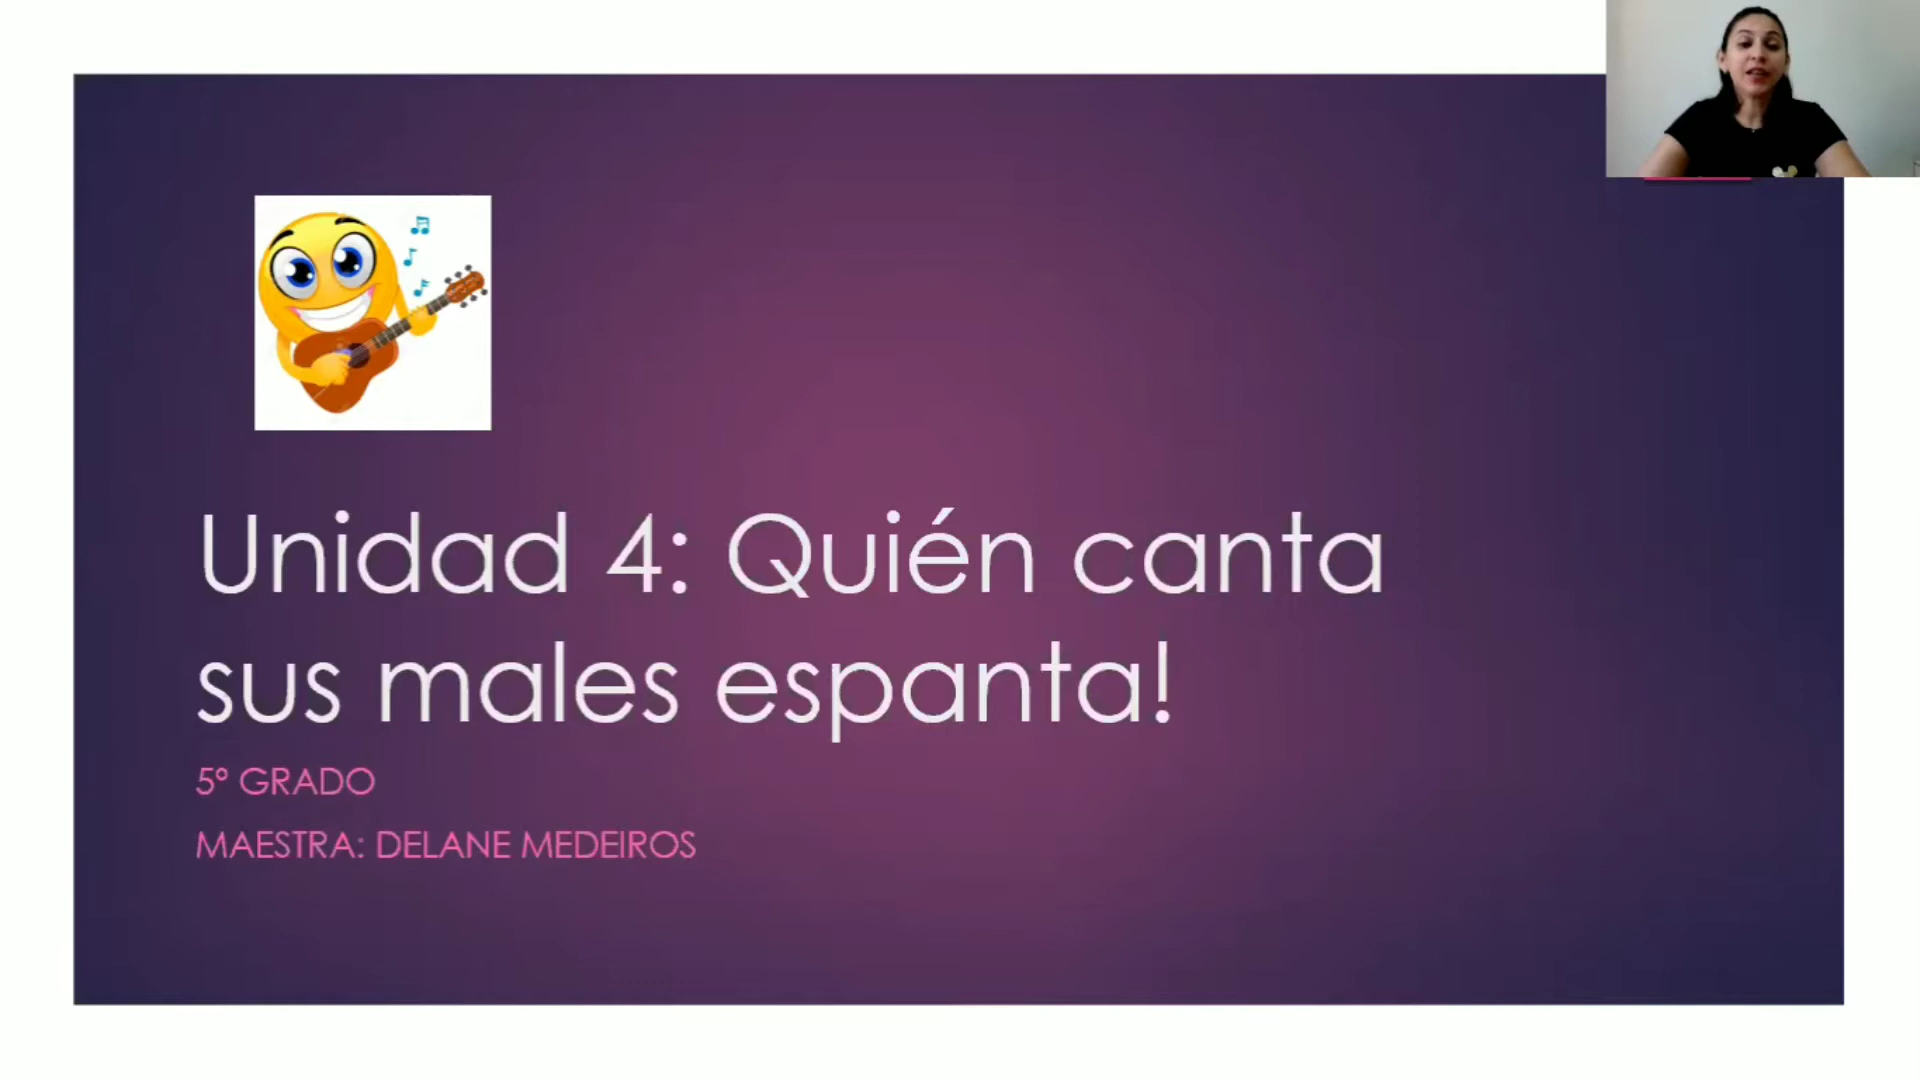 Unidad 4: Quién canta
sus males espanta!
5º GRADO
MAESTRA: DELANE MEDEIROS